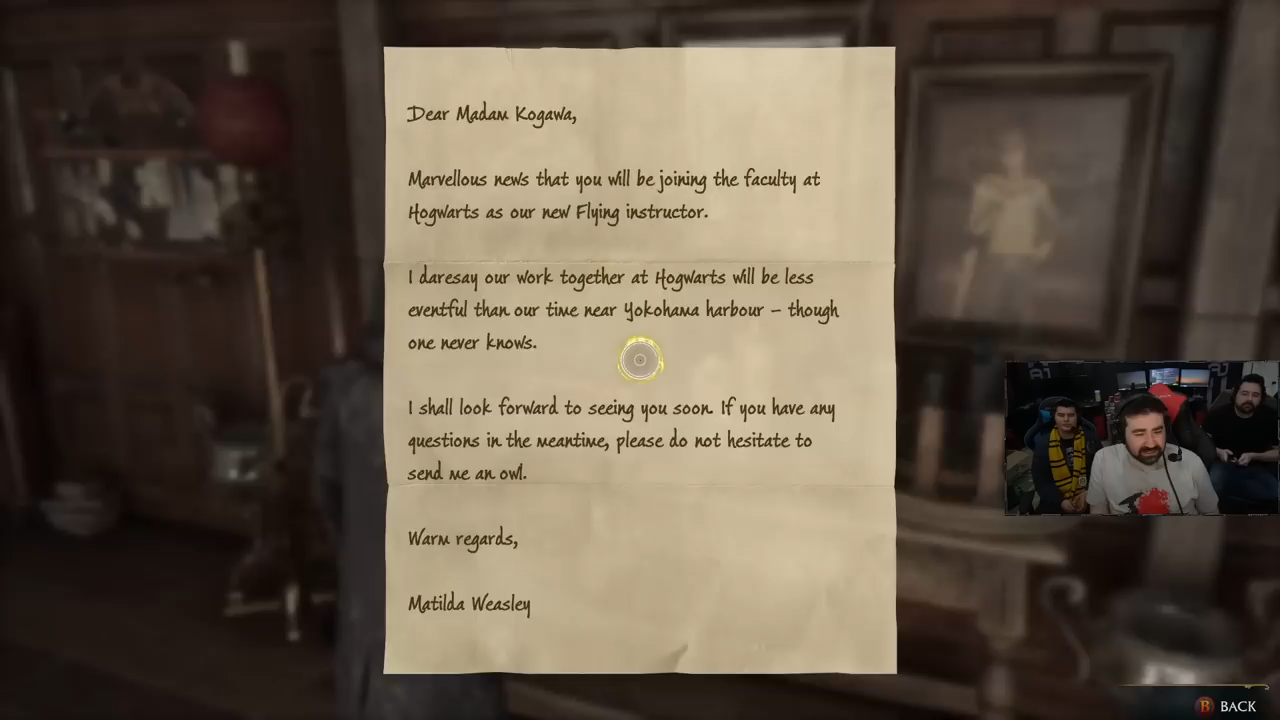 Dear Madam Kogawa,
Marvellous news that you will be joining the faculty at
Hogwarts as our new Flying instructor.
I daresay our work together at Hogwarts will be less
eventful than our time near Yokohama harbour – though
one never knows.
I shall look forward to seeing you soon. If you have any
questions in the meantime, please do not hesitate to
send me an owl.
Warm regards,
Matilda Weasley
B BACK